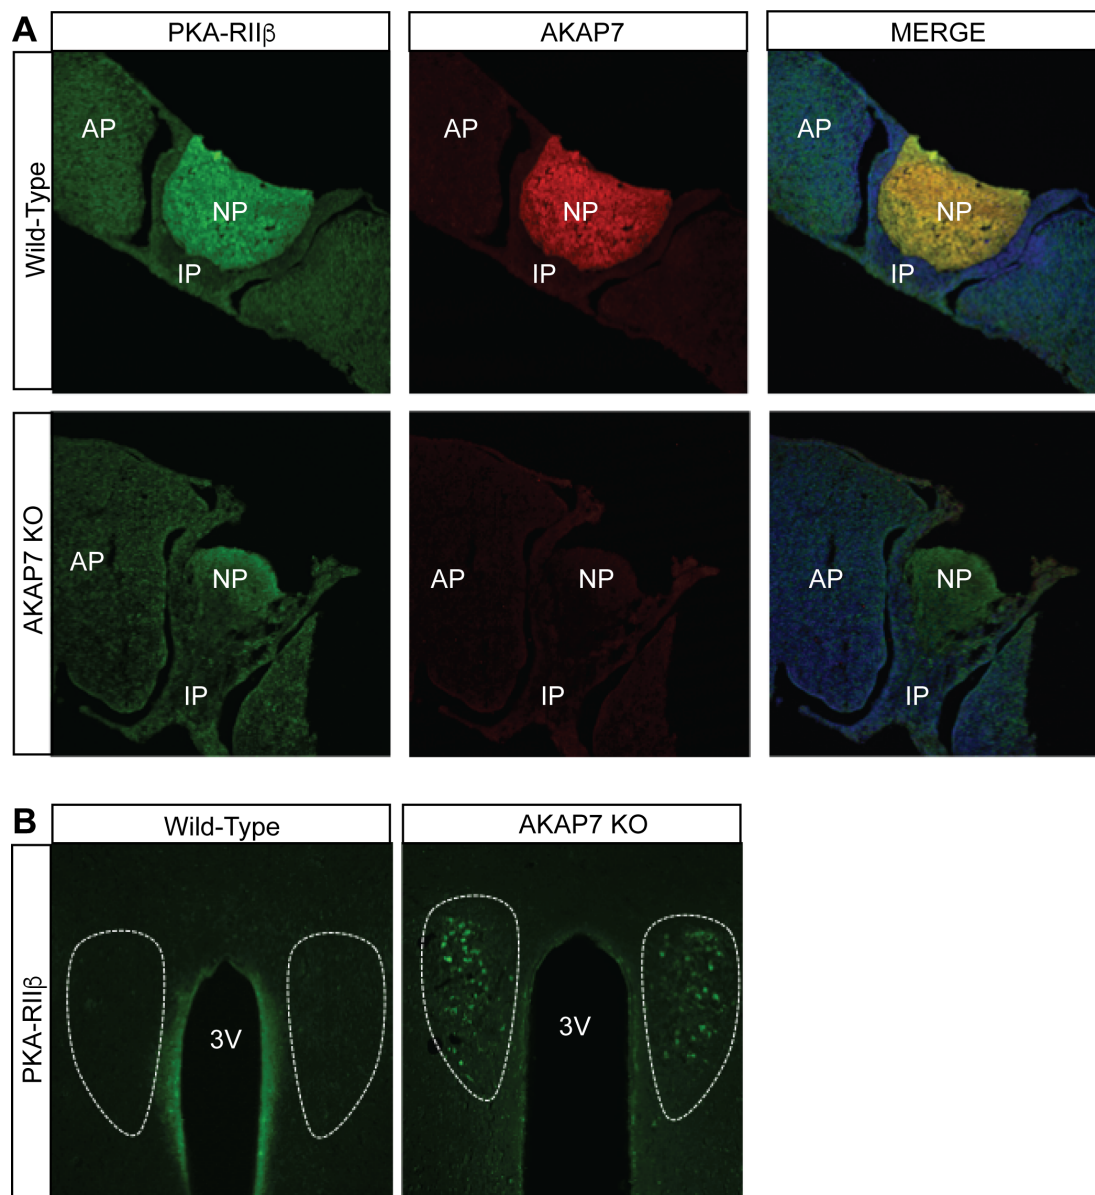 A
PKA-RIIβ
AKAP7
MERGE
Wild-Type
AP
NP
IP
AP
NP
IP
AP
NP
IP
AKAP7 KO
AP
NP
IP
AP
NP
IP
AP
NP
IP
B
Wild-Type
AKAP7 KO
PKA-RIIβ
3V
3V